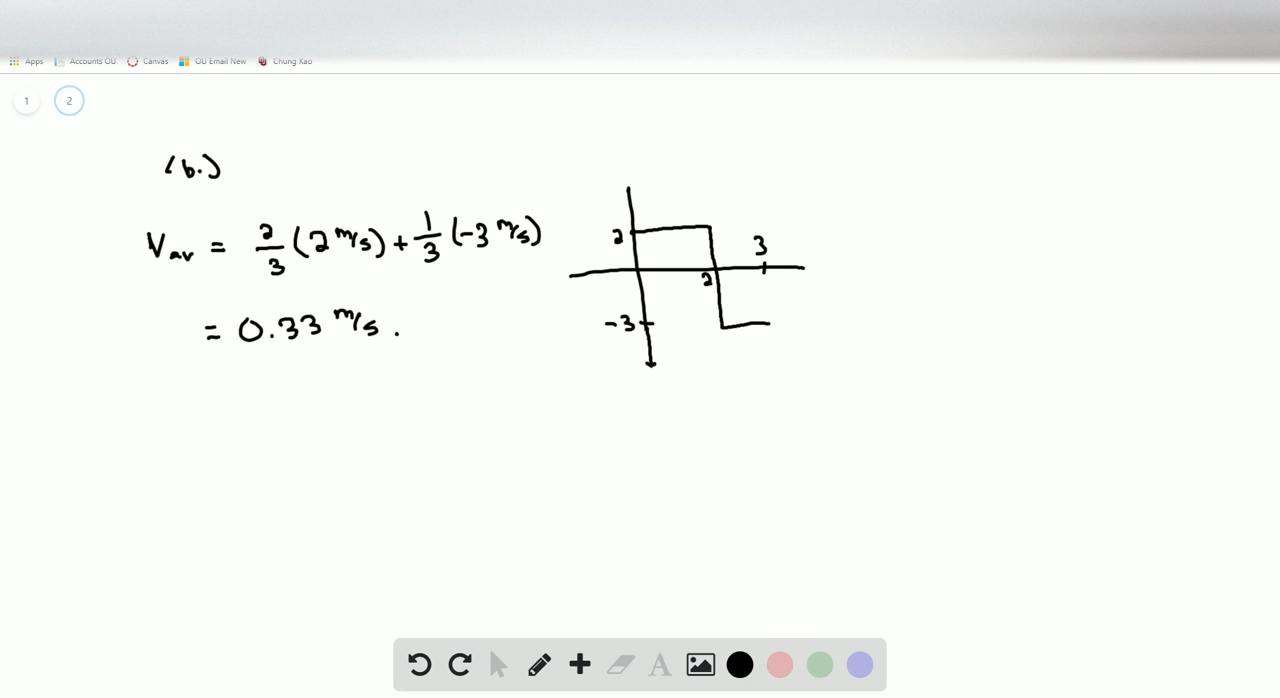 Apps Accounts OU Canvas OU Email New Chung Kao
1 2
(b.)
Vav = 2/3 (2 m/s) + 1/3 (-3 m/s)
= 0.33 m/s.
2
3
2
-3
A